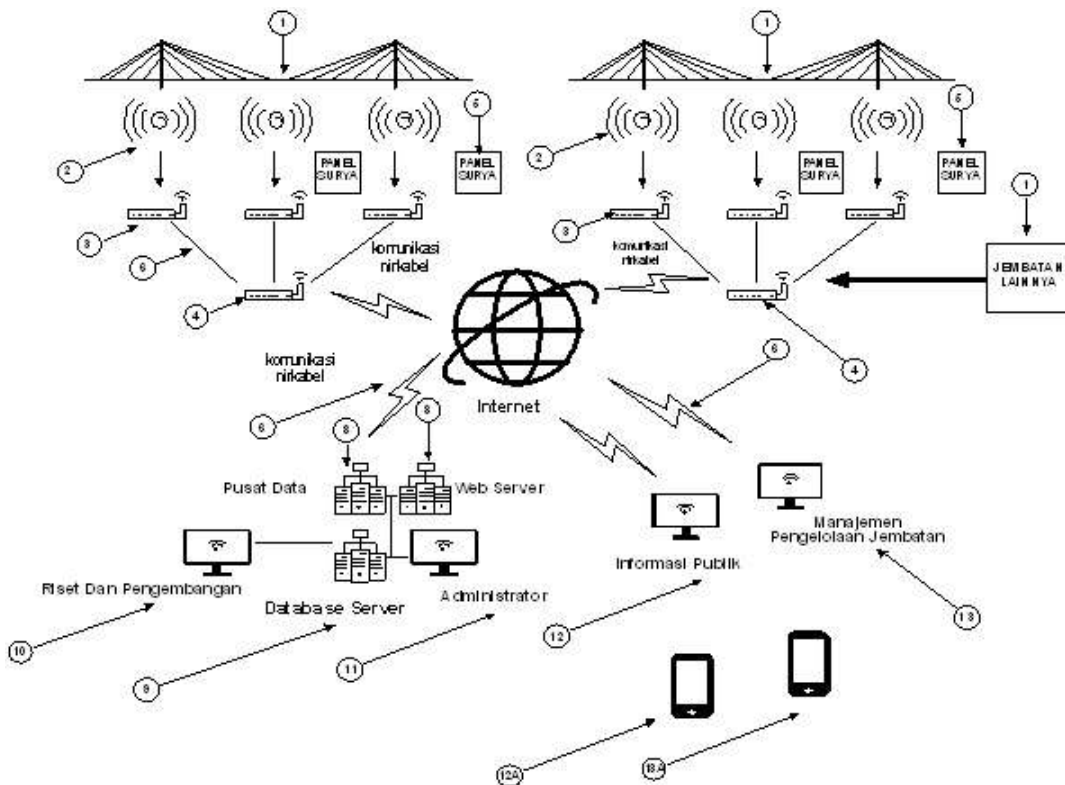 1
1
5
5
2
2
PANEL
SURYA
PANEL
SURYA
PANEL
SURYA
PANEL
SURYA
1
3
3
6
komunikasi
nirkabel
komunikasi
nirkabel
JEMBATAN
LAINNYA
4
4
komunikasi
nirkabel
6
6
Internet
8
8
Pusat Data
Web Server
Manajemen
Pengelolaan Jembatan
Informasi Publik
Riset Dan Pengembangan
Administrator
Database Server
10
9
11
12
13
12A
13A